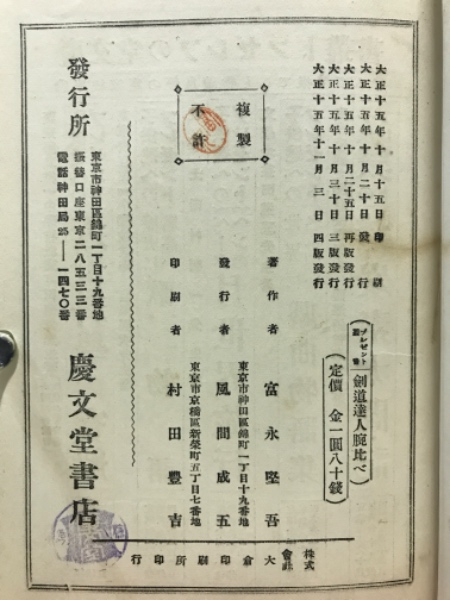 大正十五年十月十五日印刷
大正十五年十月二十日發行
大正十五年十月二十五日再版發行
大正十五年十月三十日三版發行
大正十五年十一月三日四版發行
プレゼント
叢書
劍道達人腕比べ
定價 金一圓八十錢
複製
不許
著作者 富永堅吾
東京市神田區錦町一丁目十九番地
發行者 風間成五
東京市京橋區新榮町五丁目七番地
印刷者 村田豐吉
發行所
東京市神田區錦町一丁目十九番地
振替口座東京二八五三三番
電話神田局25—一四七〇番
慶文堂書店
株式
會社
大倉印刷所印行